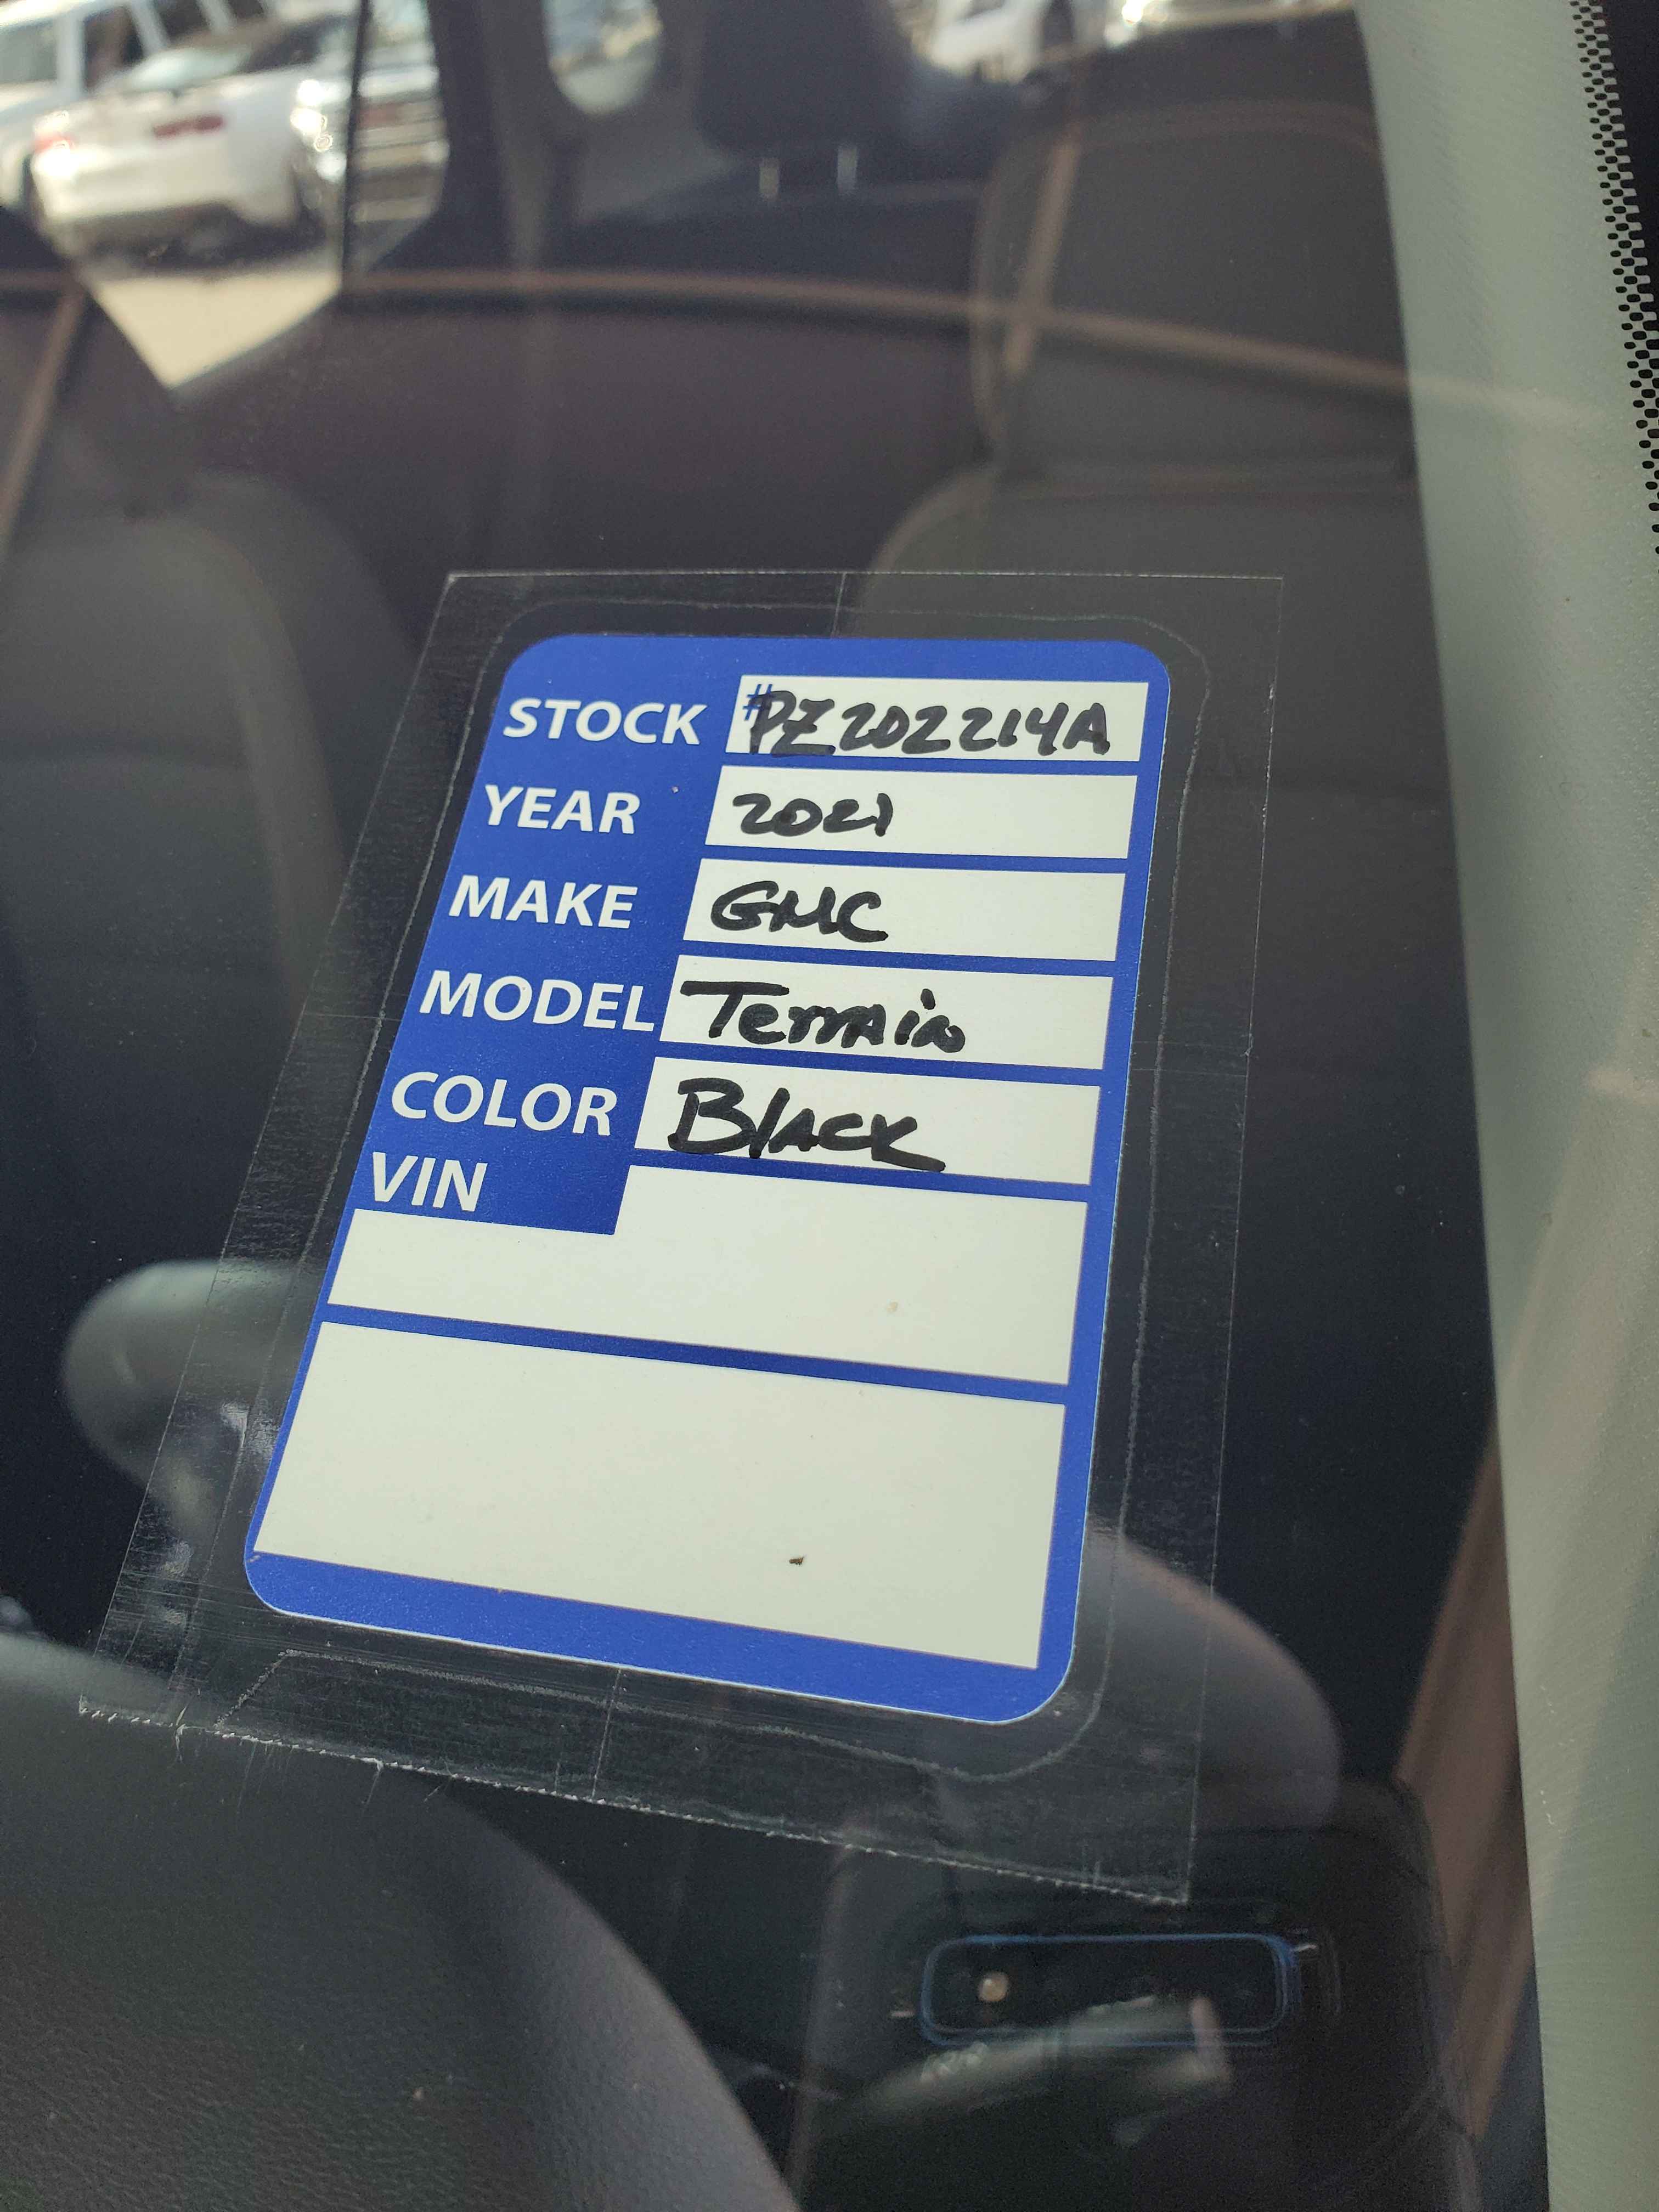 STOCK #PZ202214A
YEAR 2021
MAKE GMC
MODEL Terrain
COLOR Black
VIN